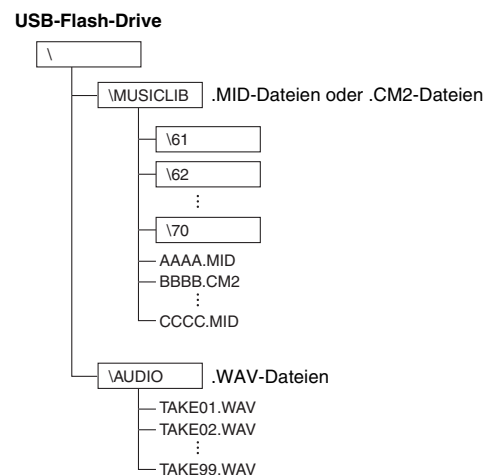 USB-Flash-Drive
\
\MUSICLIB .MID-Dateien oder .CM2-Dateien
\61
\62
⋮
\70
AAAA.MID
BBBB.CM2
⋮
CCCC.MID
\AUDIO .WAV-Dateien
TAKE01.WAV
TAKE02.WAV
⋮
TAKE99.WAV